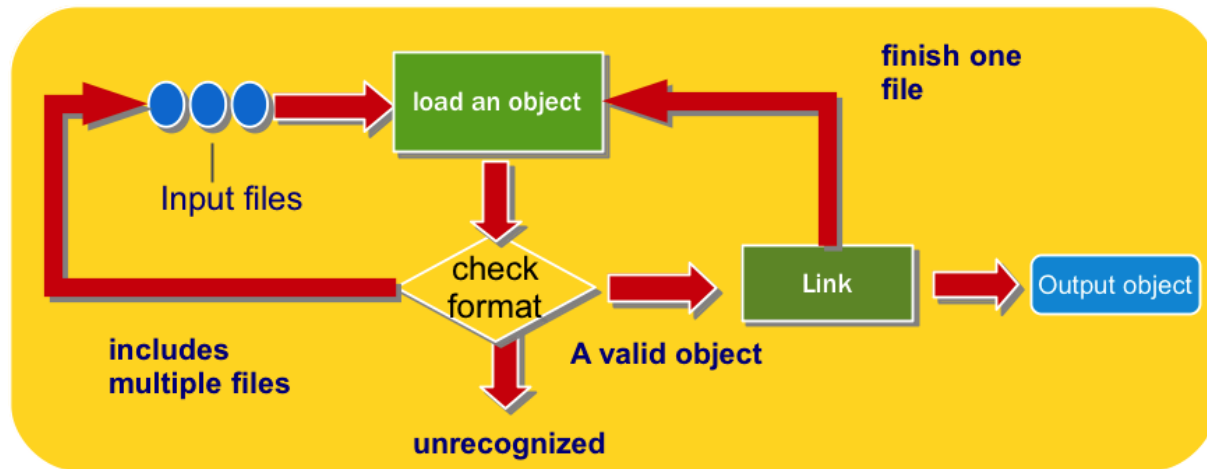 finish one
file
load an object
Input files
check
format
Link
Output object
includes
multiple files
A valid object
unrecognized